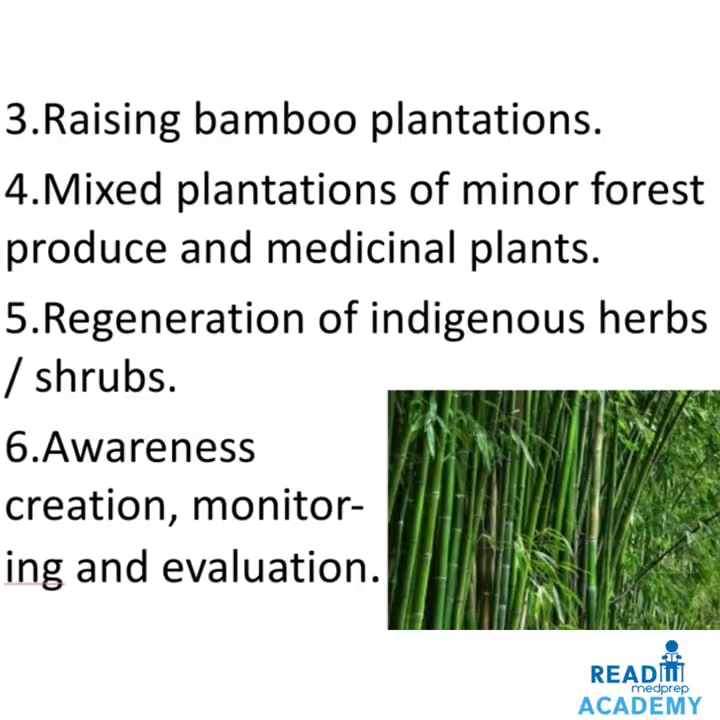 3.Raising bamboo plantations.
4.Mixed plantations of minor forest
produce and medicinal plants.
5.Regeneration of indigenous herbs
/ shrubs.
6.Awareness
creation, monitor-
ing and evaluation.
READ
medprep
ACADEMY